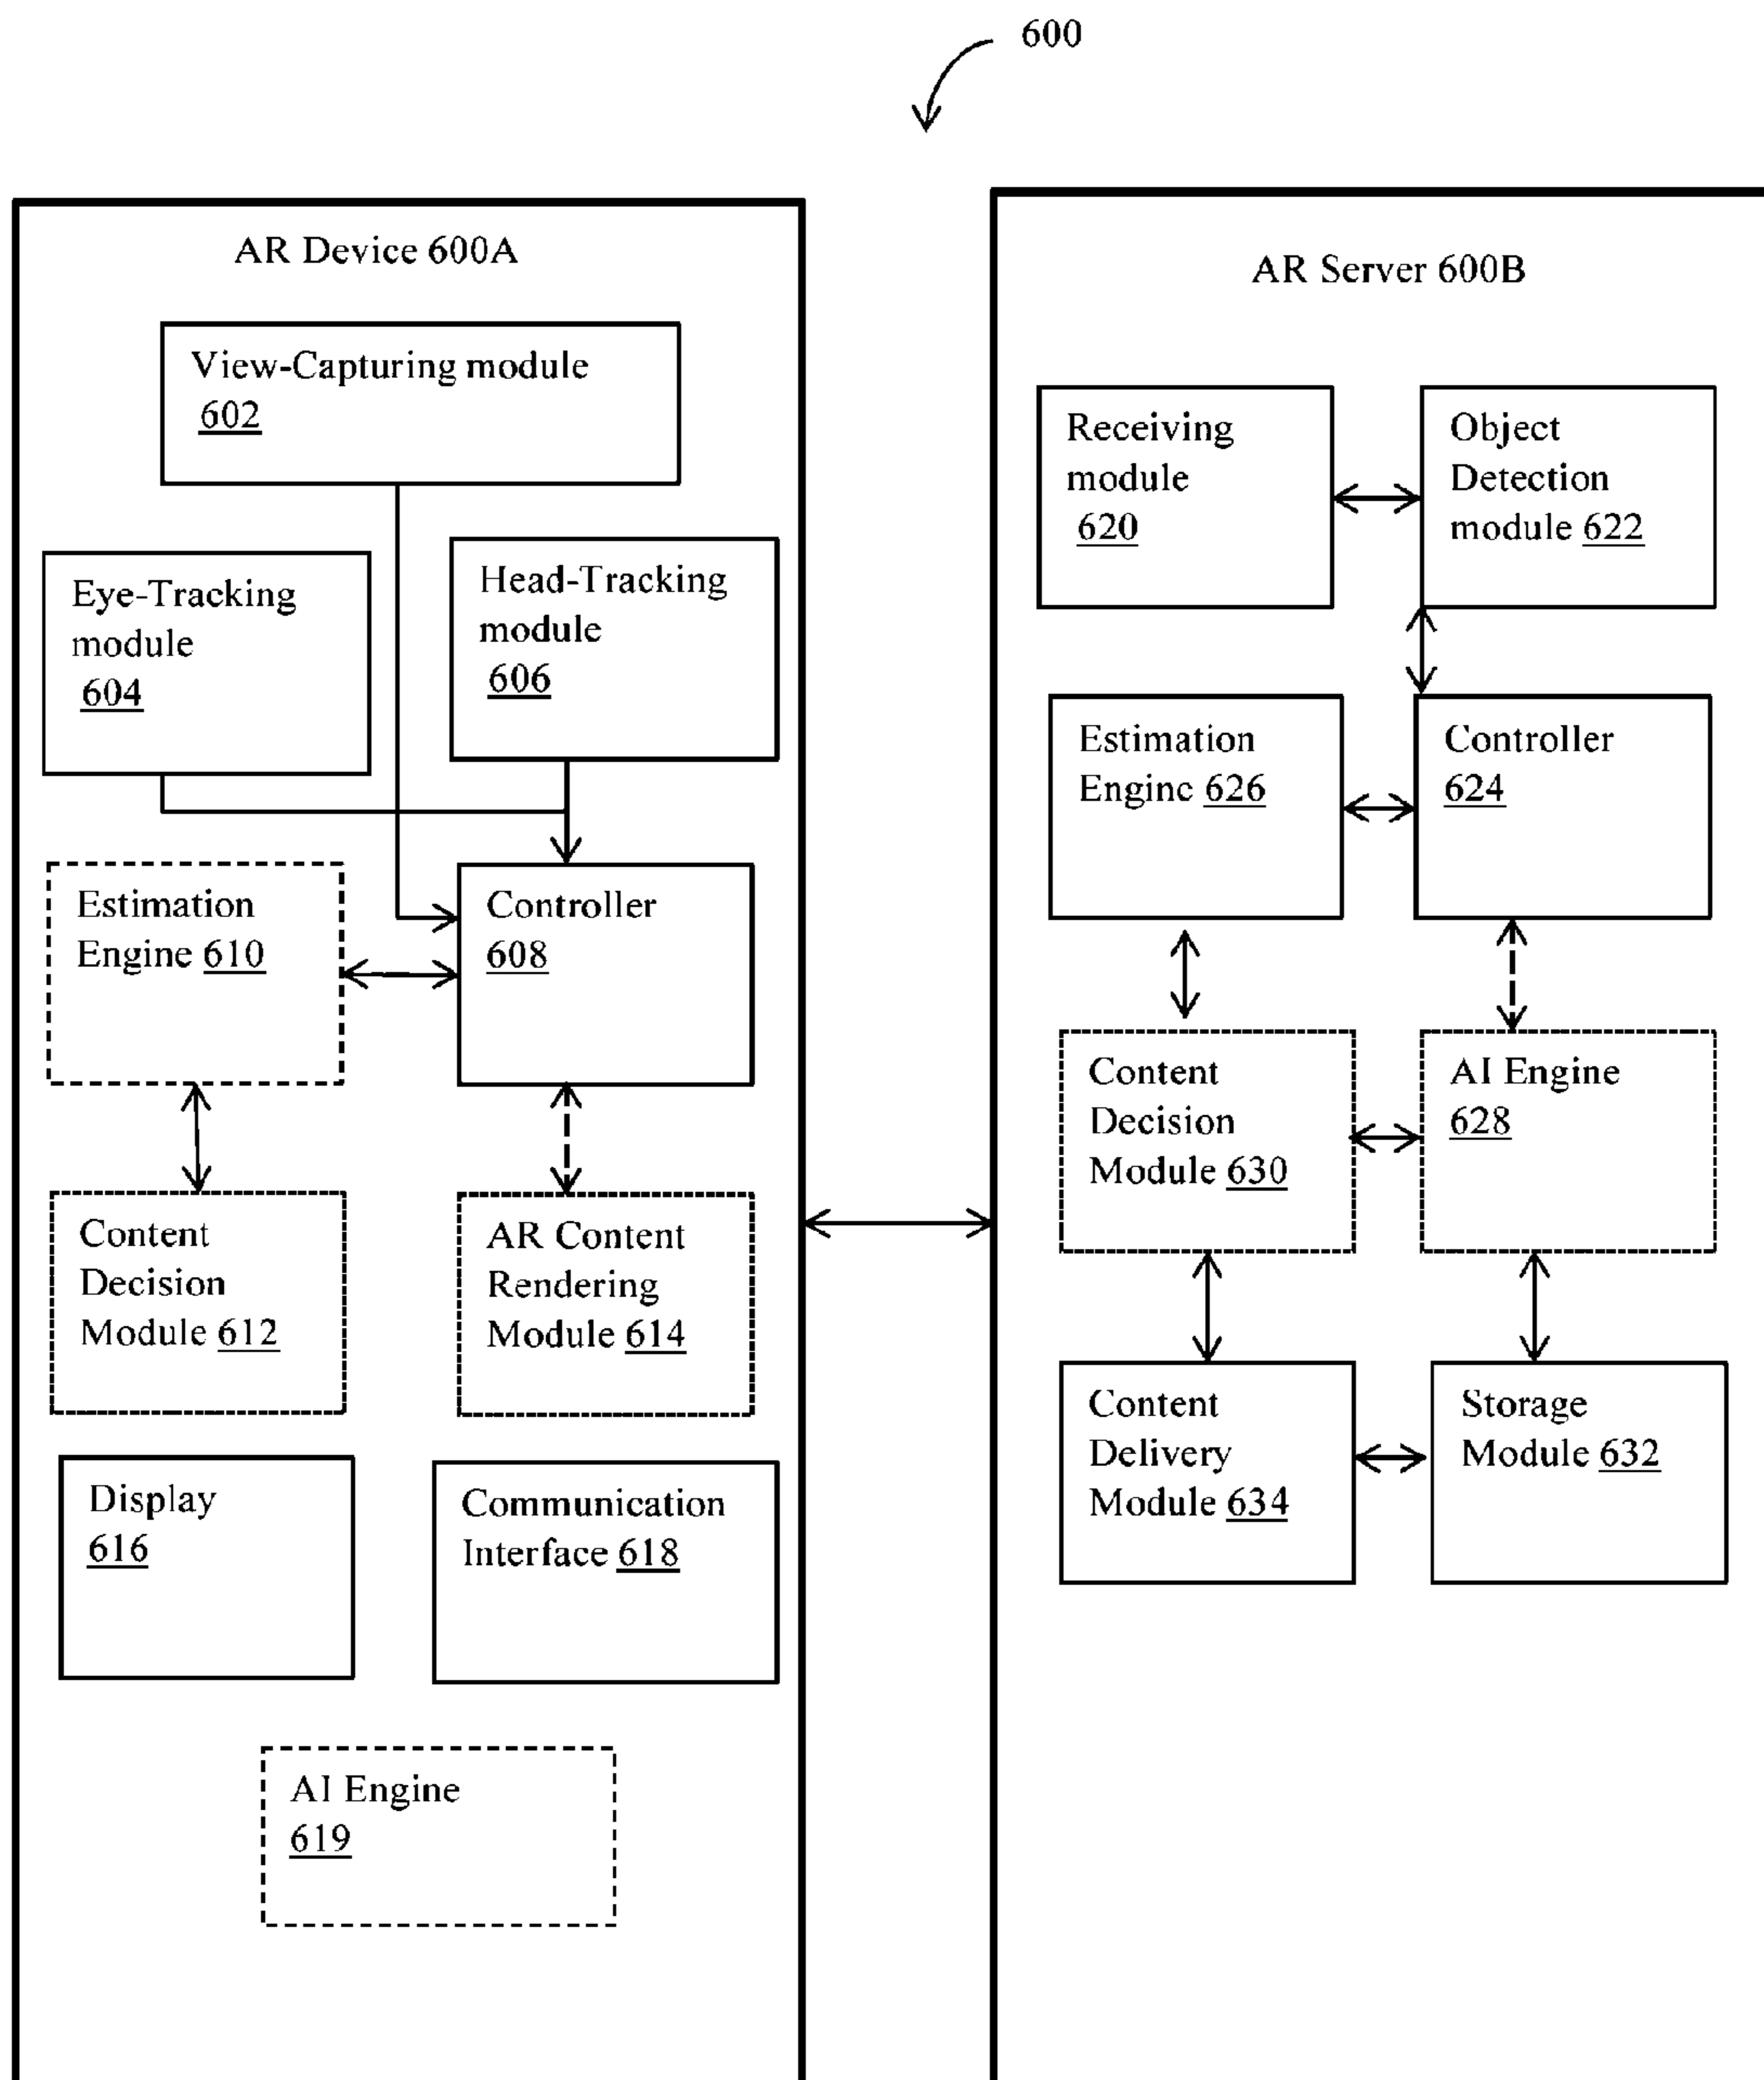 600
AR Device 600A
View-Capturing module
602
Eye-Tracking
module
604
Head-Tracking
module
606
Estimation
Engine 610
Controller
608
Content
Decision
Module 612
AR Content
Rendering
Module 614
Display
616
Communication
Interface 618
AI Engine
619
AR Server 600B
Receiving
module
620
Object
Detection
module 622
Estimation
Engine 626
Controller
624
Content
Decision
Module 630
AI Engine
628
Content
Delivery
Module 634
Storage
Module 632